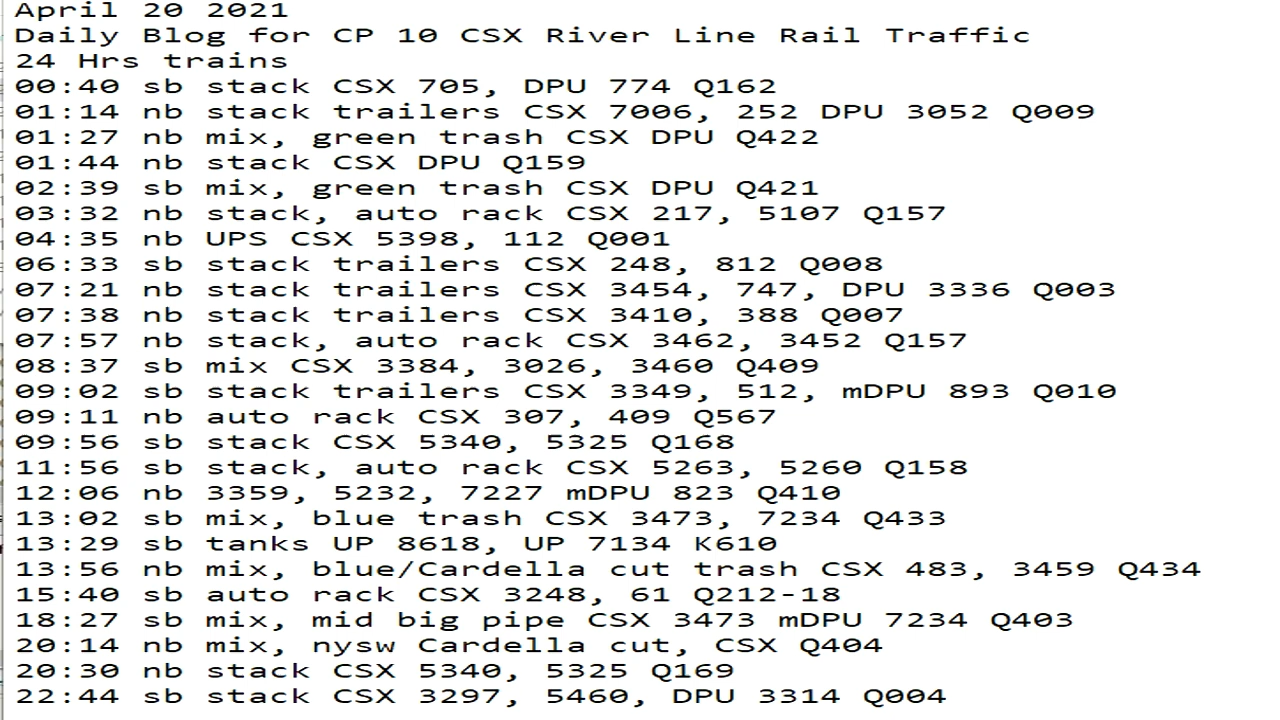 April 20 2021
Daily Blog for CP 10 CSX River Line Rail Traffic
24 Hrs trains
00:40 sb stack CSX 705, DPU 774 Q162
01:14 nb stack trailers CSX 7006, 252 DPU 3052 Q009
01:27 nb mix, green trash CSX DPU Q422
01:44 nb stack CSX DPU Q159
02:39 sb mix, green trash CSX DPU Q421
03:32 nb stack, auto rack CSX 217, 5107 Q157
04:35 nb UPS CSX 5398, 112 Q001
06:33 sb stack trailers CSX 248, 812 Q008
07:21 nb stack trailers CSX 3454, 747, DPU 3336 Q003
07:38 nb stack trailers CSX 3410, 388 Q007
07:57 nb stack, auto rack CSX 3462, 3452 Q157
08:37 sb mix CSX 3384, 3026, 3460 Q409
09:02 sb stack trailers CSX 3349, 512, mDPU 893 Q010
09:11 nb auto rack CSX 307, 409 Q567
09:56 sb stack CSX 5340, 5325 Q168
11:56 sb stack, auto rack CSX 5263, 5260 Q158
12:06 nb 3359, 5232, 7227 mDPU 823 Q410
13:02 sb mix, blue trash CSX 3473, 7234 Q433
13:29 sb tanks UP 8618, UP 7134 K610
13:56 nb mix, blue/Cardella cut trash CSX 483, 3459 Q434
15:40 sb auto rack CSX 3248, 61 Q212-18
18:27 sb mix, mid big pipe CSX 3473 mDPU 7234 Q403
20:14 nb mix, nysw Cardella cut, CSX Q404
20:30 nb stack CSX 5340, 5325 Q169
22:44 sb stack CSX 3297, 5460, DPU 3314 Q004